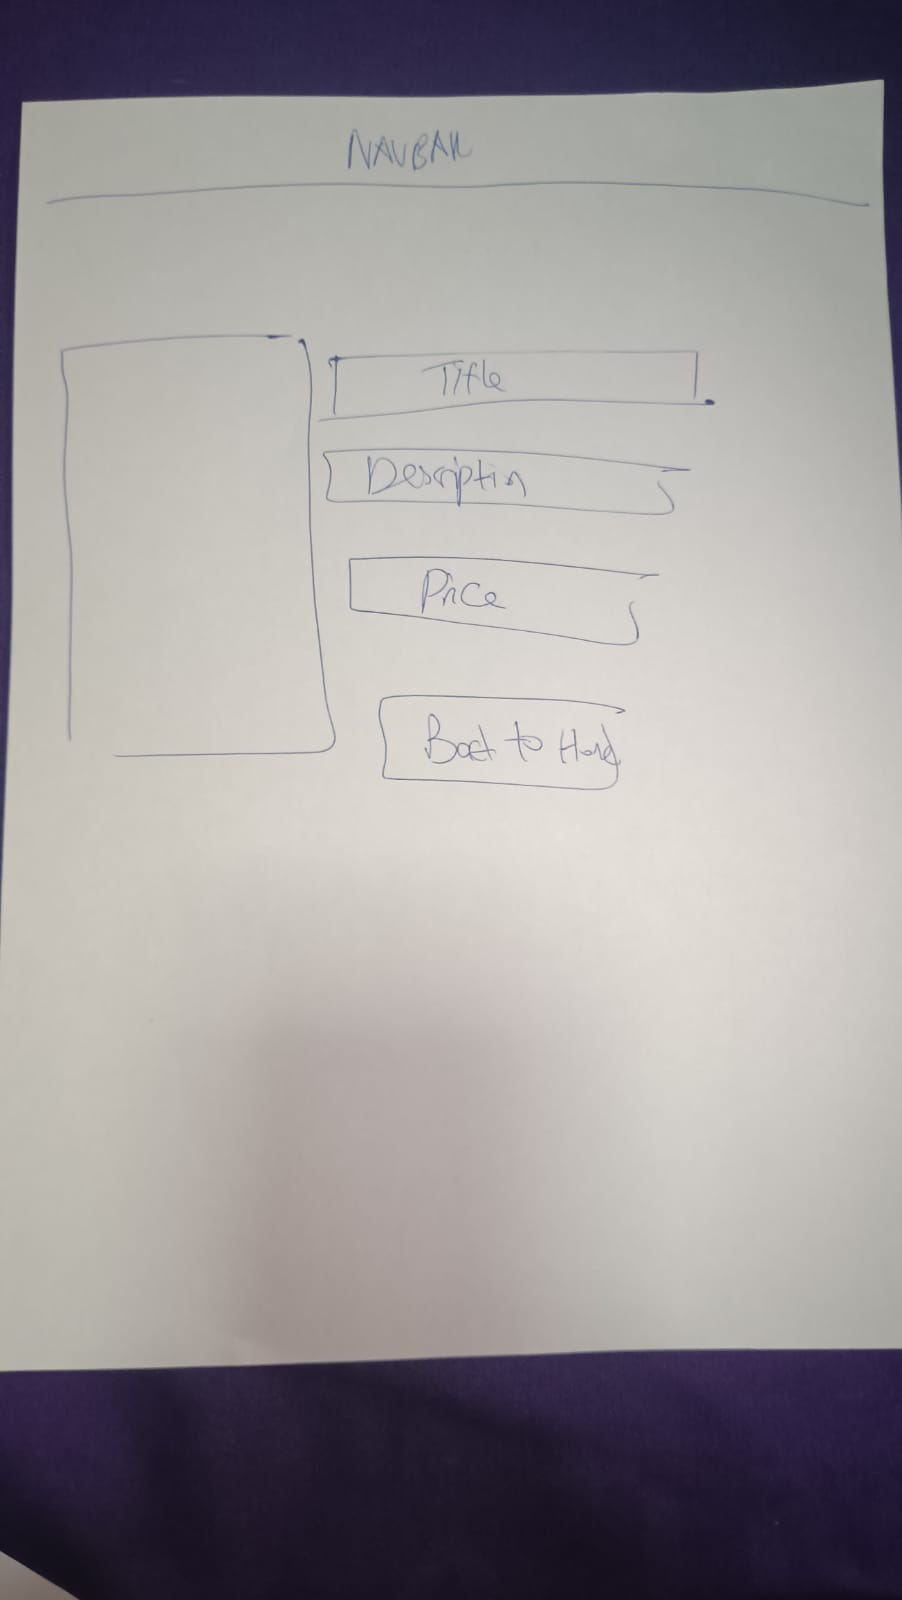 NAVBAR
Title
Description
Price
Back to Home